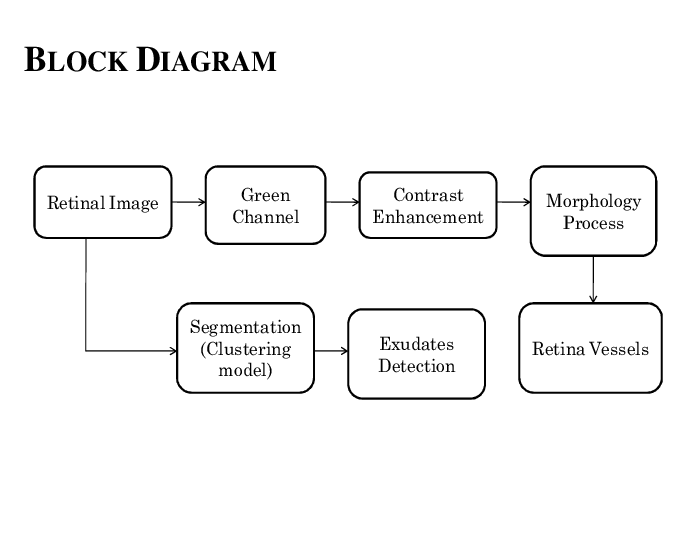 BLOCK DIAGRAM
Retinal Image
Green
Channel
Contrast
Enhancement
Morphology
Process
Segmentation
(Clustering
model)
Exudates
Detection
Retina Vessels